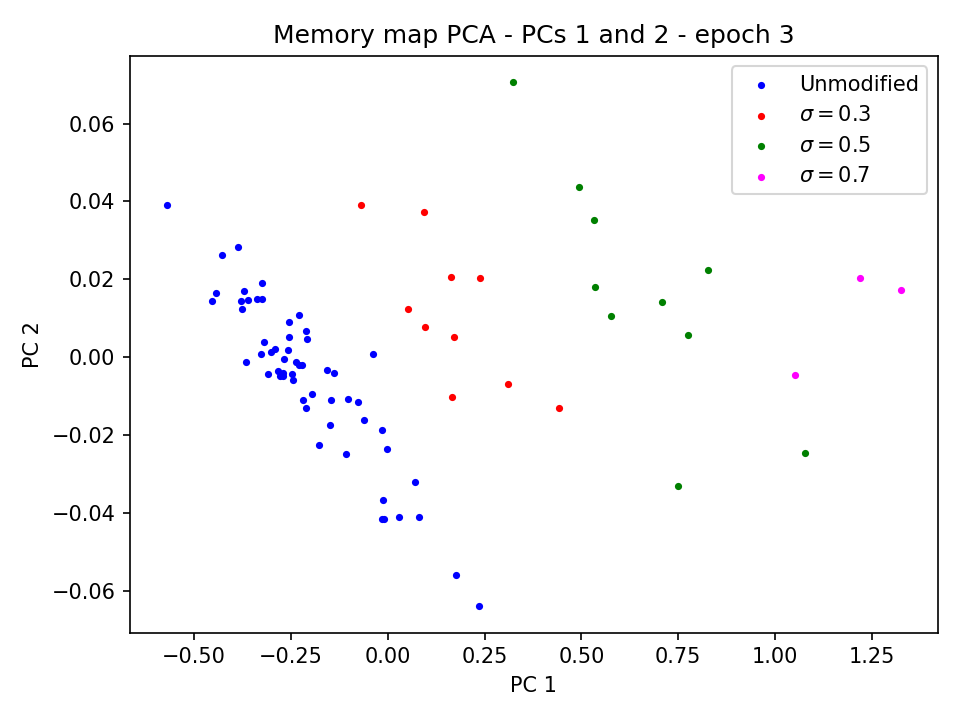 Memory map PCA - PCs 1 and 2 - epoch 3
Unmodified
σ = 0.3
σ = 0.5
σ = 0.7
0.06
0.04
0.02
0.00
−0.02
−0.04
−0.06
PC 2
−0.50 −0.25 0.00 0.25 0.50 0.75 1.00 1.25
PC 1